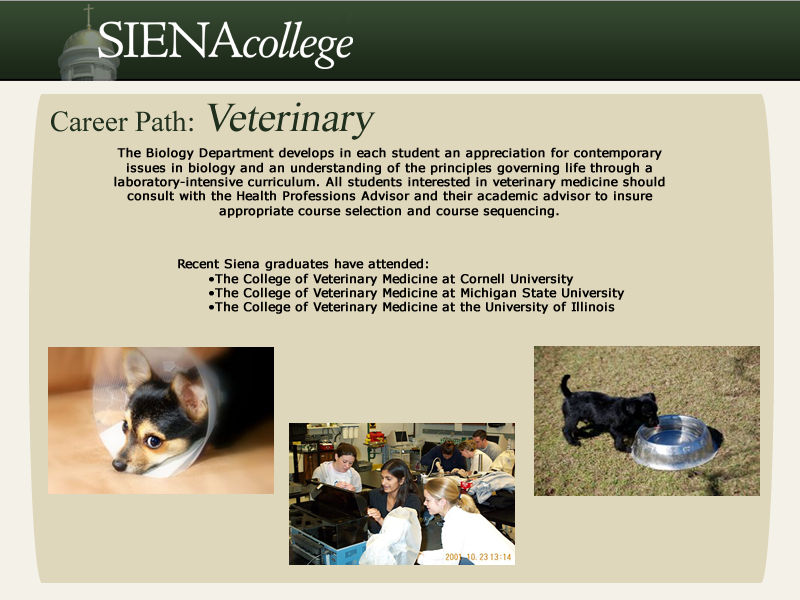 SIENAcollege
Career Path: Veterinary
The Biology Department develops in each student an appreciation for contemporary
issues in biology and an understanding of the principles governing life through a
laboratory-intensive curriculum. All students interested in veterinary medicine should
consult with the Health Professions Advisor and their academic advisor to insure
appropriate course selection and course sequencing.
Recent Siena graduates have attended:
•The College of Veterinary Medicine at Cornell University
•The College of Veterinary Medicine at Michigan State University
•The College of Veterinary Medicine at the University of Illinois
2001.10.23 13:14